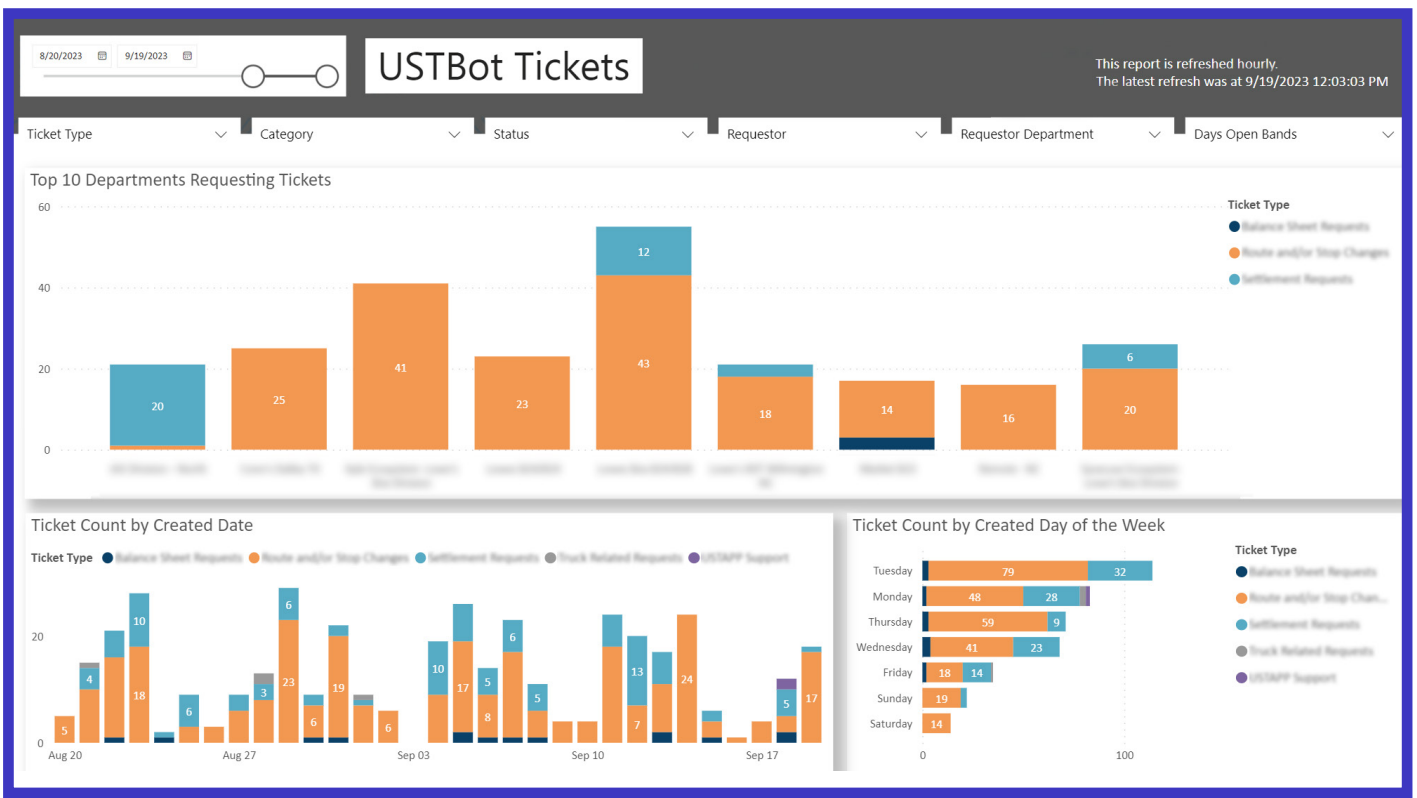 8/20/2023
9/19/2023
USTBot Tickets
This report is refreshed hourly.
The latest refresh was at 9/19/2023 12:03:03 PM
Ticket Type
Category
Status
Requestor
Requestor Department
Days Open Bands
Top 10 Departments Requesting Tickets
60
40
20
0
20
25
41
23
12
43
18
14
16
6
20
Ticket Type
Ticket Count by Created Date
Ticket Type
20
0
5
4
10
18
6
3
6
23
6
19
6
10
17
5
8
6
5
13
7
24
5
17
Aug 20
Aug 27
Sep 03
Sep 10
Sep 17
Ticket Count by Created Day of the Week
Tuesday 79 32
Monday 48 28
Thursday 59 9
Wednesday 41 23
Friday 18 14
Sunday 19
Saturday 14
0 100
Ticket Type